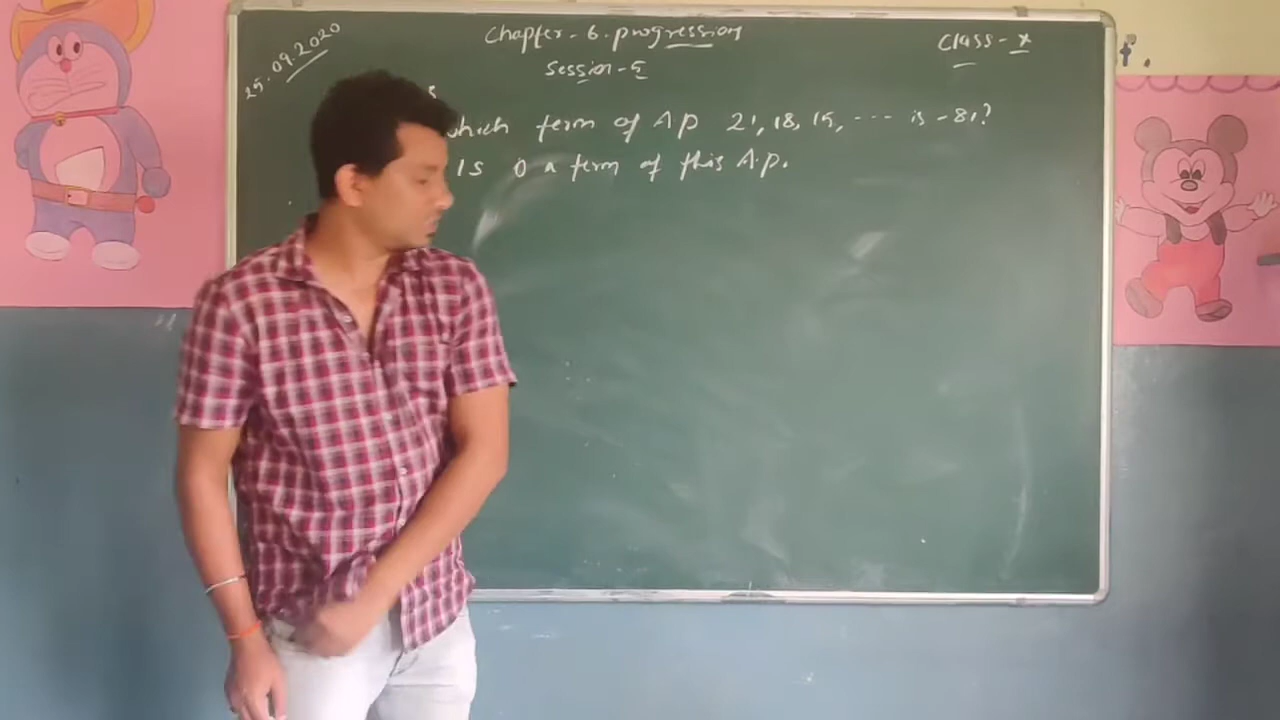 25.09.2020
Chapter-6. progression
Class-X
Session-5
which term of AP 21, 18, 15, --- is -81?
Is 0 a term of this A.p.